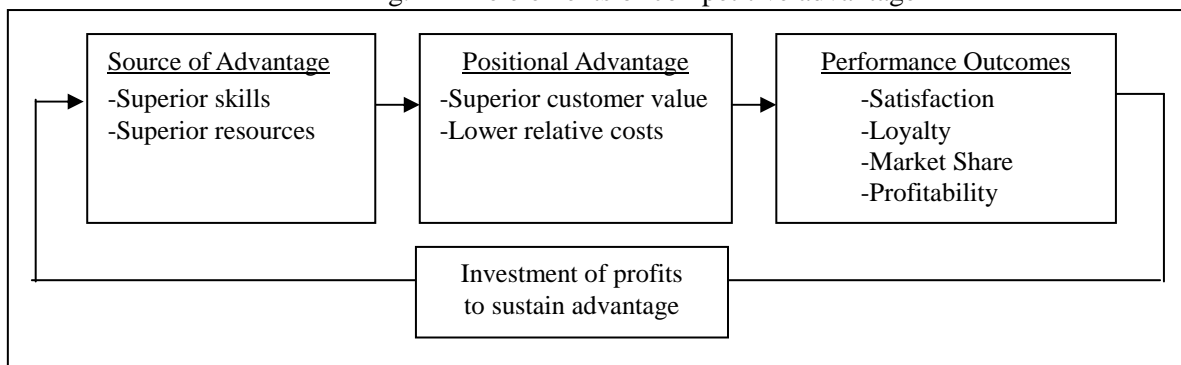 Source of Advantage
-Superior skills
-Superior resources
Positional Advantage
-Superior customer value
-Lower relative costs
Performance Outcomes
-Satisfaction
-Loyalty
-Market Share
-Profitability
Investment of profits
to sustain advantage